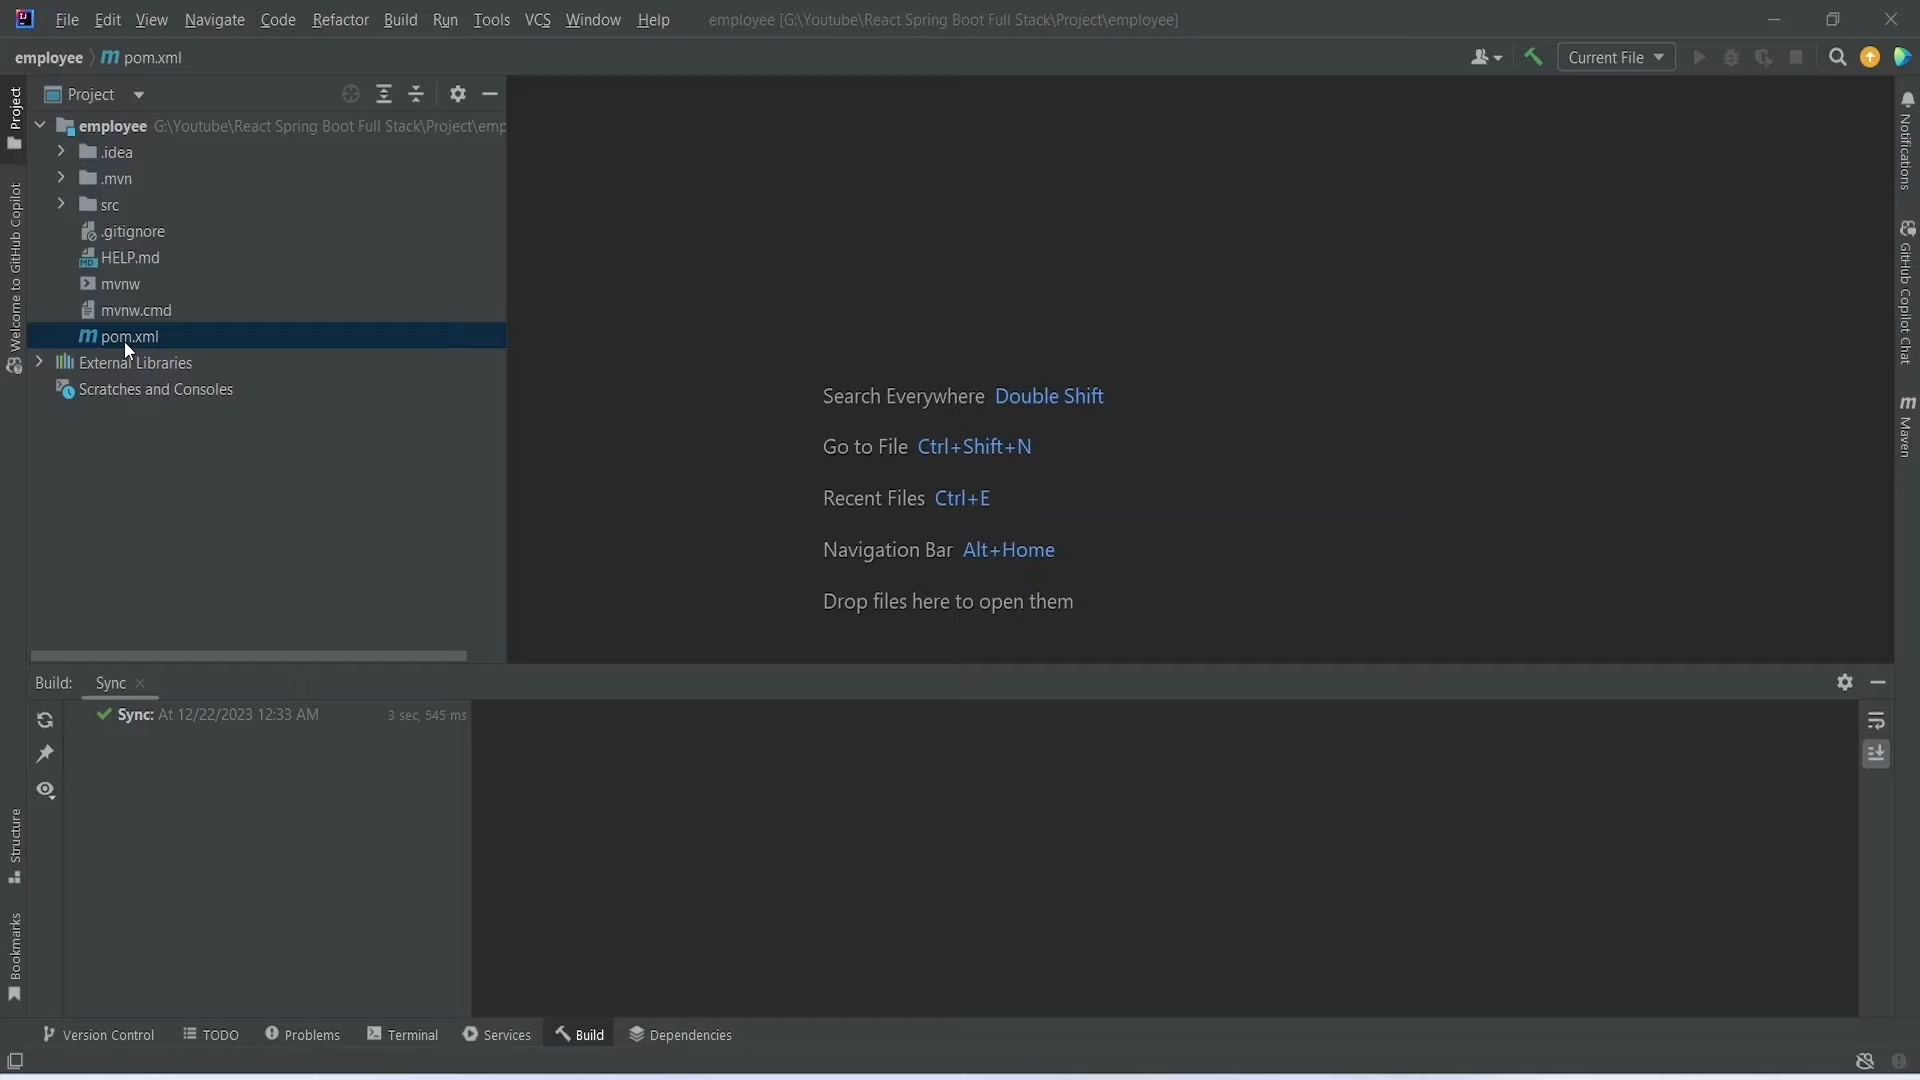 File Edit View Navigate Code Refactor Build Run Tools VCS Window Help employee [G:\Youtube\React Spring Boot Full Stack\Project\employee]
employee pom.xml Current File
Project
employee G:\Youtube\React Spring Boot Full Stack\Project\emp
.idea
.mvn
src
.gitignore
HELP.md
mvnw
mvnw.cmd
pom.xml
External Libraries
Scratches and Consoles
Project
Welcome to GitHub Copilot
Structure
Bookmarks
Search Everywhere Double Shift
Go to File Ctrl+Shift+N
Recent Files Ctrl+E
Navigation Bar Alt+Home
Drop files here to open them
Notifications
GitHub Copilot Chat
Maven
Build: Sync
Sync: At 12/22/2023 12:33 AM 3 sec, 545 ms
Version Control TODO Problems Terminal Services Build Dependencies